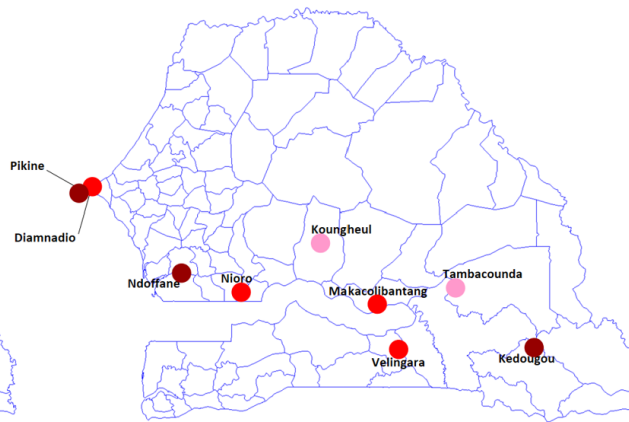 Pikine
Diamnadio
Koungheul
Ndoffane
Nioro
Tambacounda
Makacolibantang
Velingara
Kedougou